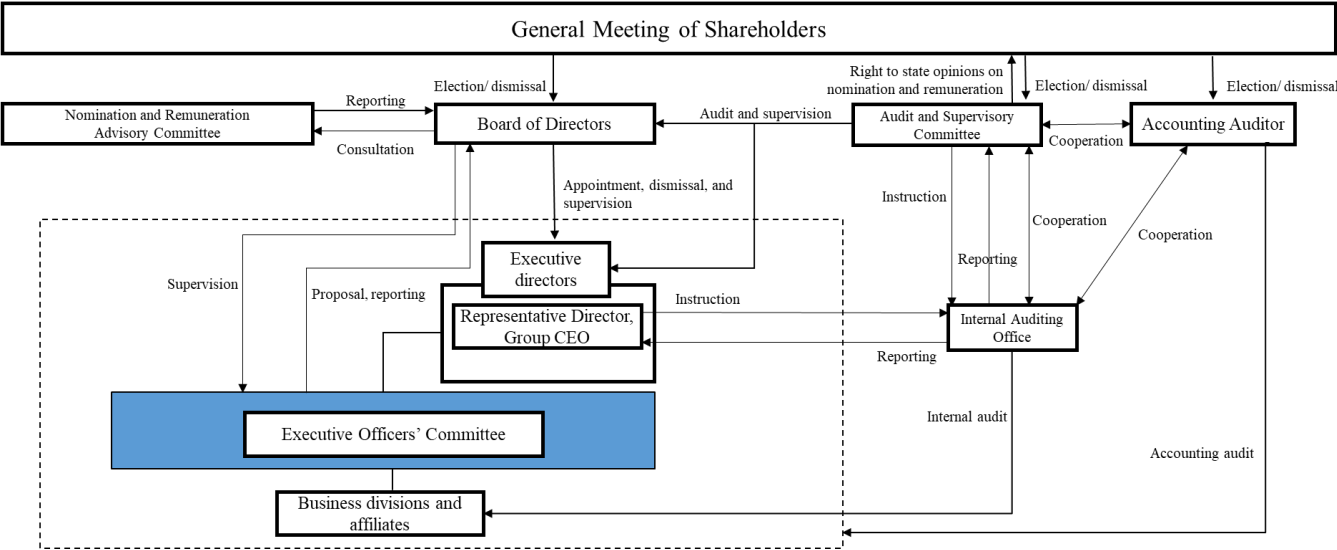 General Meeting of Shareholders
Election/ dismissal
Right to state opinions on
nomination and remuneration
Election/ dismissal
Election/ dismissal
Nomination and Remuneration
Advisory Committee
Reporting
Consultation
Board of Directors
Audit and supervision
Audit and Supervisory
Committee
Cooperation
Accounting Auditor
Appointment, dismissal, and
supervision
Instruction
Reporting
Cooperation
Cooperation
Supervision
Proposal, reporting
Executive
directors
Representative Director,
Group CEO
Instruction
Reporting
Internal Auditing
Office
Internal audit
Accounting audit
Executive Officers’ Committee
Business divisions and
affiliates